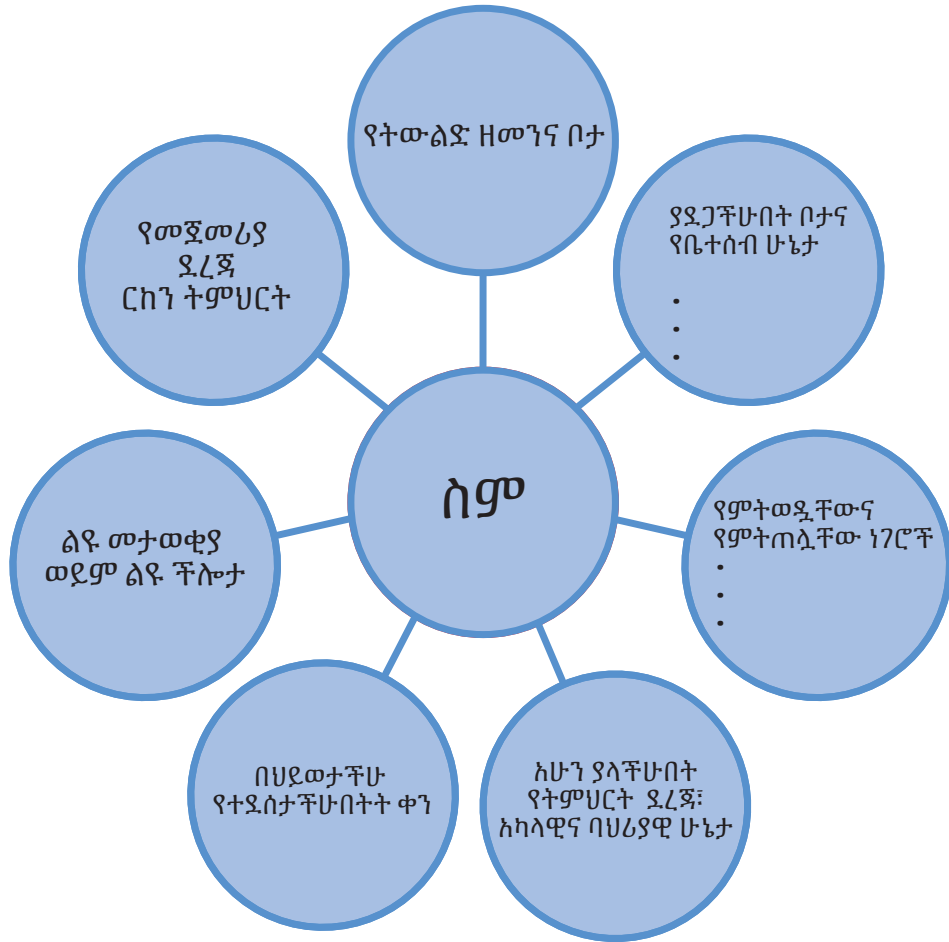 የትውልድ ዘመንና ቦታ
ያደጋችሁበት ቦታና
የቤተሰብ ሁኔታ
.
.
.
የምትወዷቸውና
የምትጠሏቸው ነገሮች
.
.
.
አሁን ያላችሁበት
የትምህርት ደረጃ፣
አካላዊና ባህሪያዊ ሁኔታ
በህይወታችሁ
የተደሰታችሁበትት ቀን
ልዩ መታወቂያ
ወይም ልዩ ችሎታ
የመጀመሪያ
ደረጃ
ርከን ትምህርት
ስም